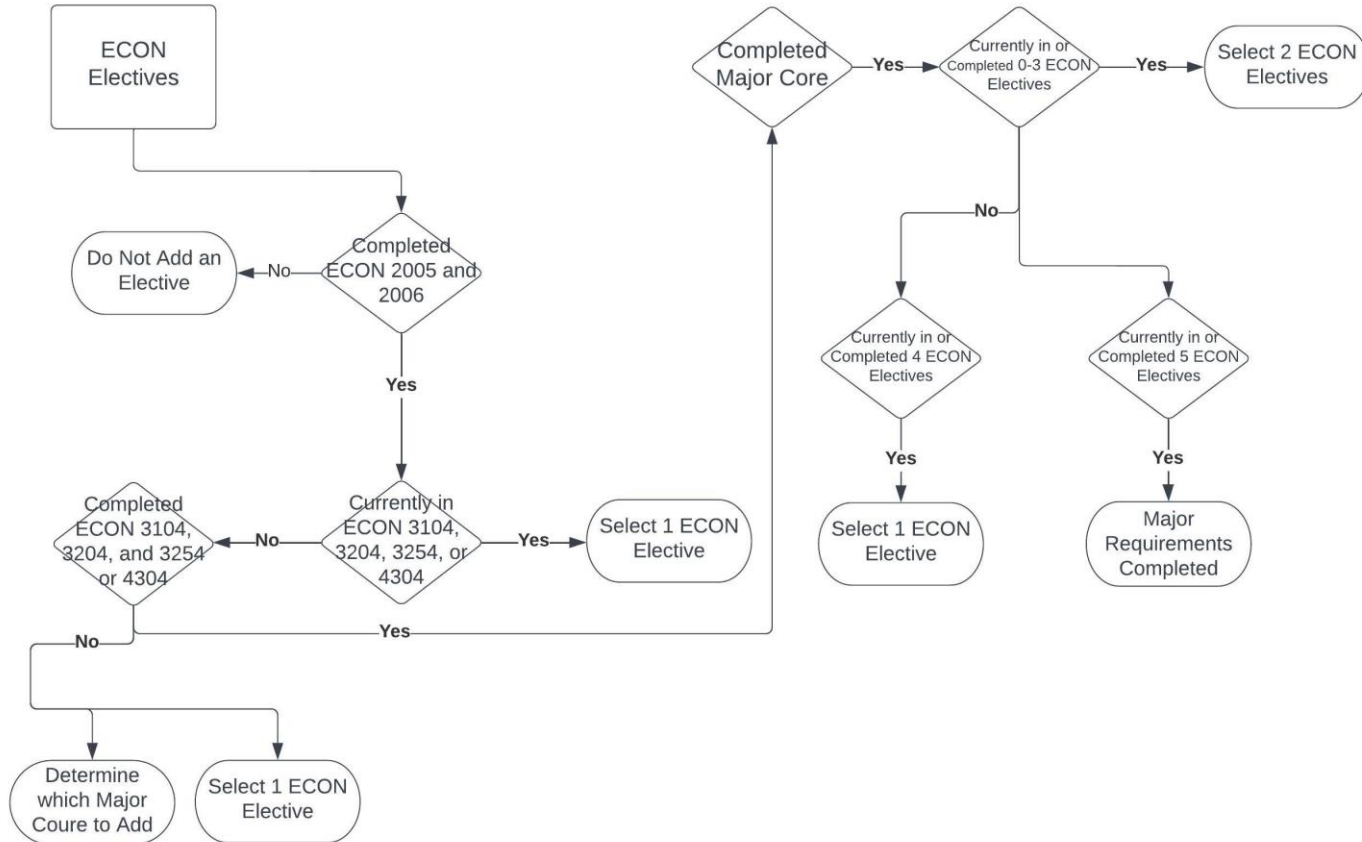 ECON
Electives
Completed
ECON 2005 and
2006
No
Do Not Add an
Elective
Yes
Currently in
ECON 3104,
3204, 3254, or
4304
Yes
Select 1 ECON
Elective
No
Completed
ECON 3104,
3204, and 3254
or 4304
No
Determine
which Major
Coure to Add
Select 1 ECON
Elective
Yes
Completed
Major Core
Yes
Currently in or
Completed 0-3 ECON
Electives
Yes
Select 2 ECON
Electives
No
Currently in or
Completed 4 ECON
Electives
Yes
Select 1 ECON
Elective
Currently in or
Completed 5 ECON
Electives
Yes
Major
Requirements
Completed